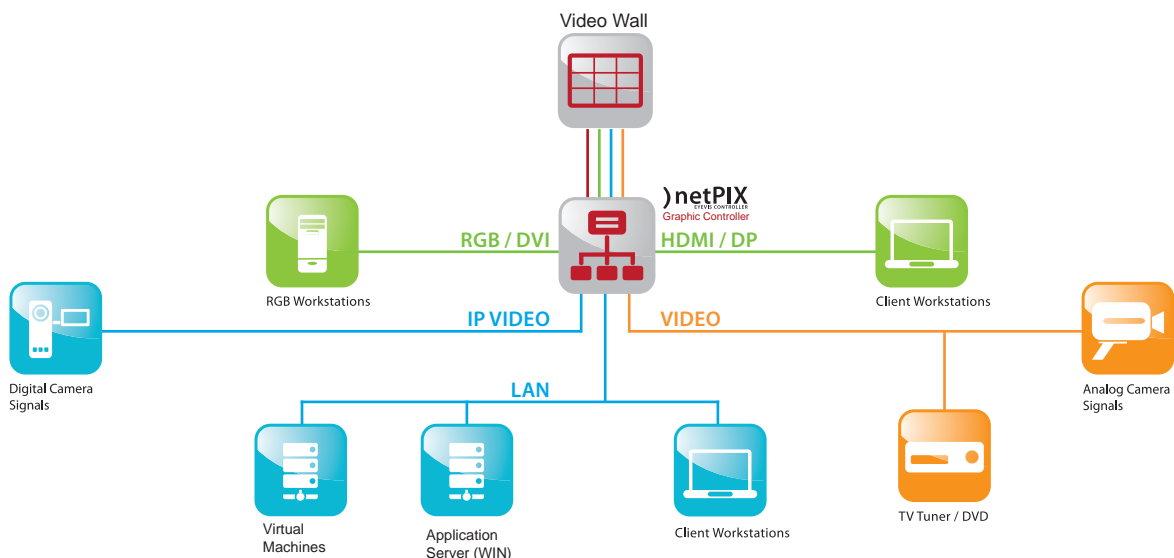 Video Wall
)netPIX
EYEVIS CONTROLLER
Graphic Controller
RGB / DVI
HDMI / DP
RGB Workstations
Client Workstations
IP VIDEO
VIDEO
Digital Camera
Signals
LAN
Analog Camera
Signals
Virtual
Machines
Application
Server (WIN)
Client Workstations
TV Tuner / DVD